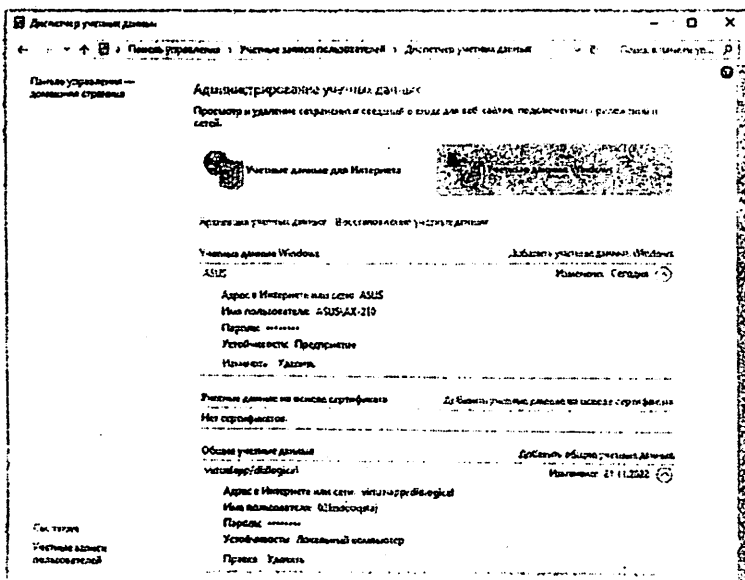 Диспетчер учетных данных
Панель управления › Учетные записи пользователей › Диспетчер учетных данных
Панель управления — домашняя страница
Администрирование учетных данных
Просмотр и удаление сохраненных сведений о входе для веб-сайтов, подключенных приложений и
сетей.
Учетные данные для Интернета
Учетные данные Windows
Архивация учетных данных Восстановление учетных данных
Учетные данные Windows Добавить учетные данные Windows
ASUS Изменено: Сегодня
Адрес в Интернете или сети: ASUS
Имя пользователя: ASUS\AX-210
Пароль: ••••••••
Устойчивость: Предприятие
Изменить Удалить
Учетные данные на основе сертификата Добавить учетные данные на основе сертификата
Нет сертификатов.
Общие учетные данные Добавить общие учетные данные
virtualapp/didlogical Изменено: 21.11.2022
Адрес в Интернете или сети: virtualapp/didlogical
Имя пользователя:
Пароль: ••••••••
Устойчивость: Локальный компьютер
Правка Удалить
См. также
Учетные записи
пользователей